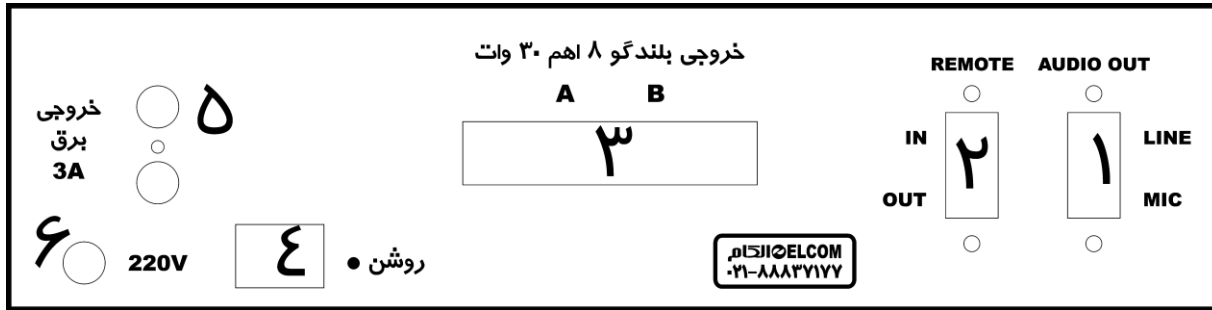 خروجی بلندگو ۸ اهم ۳۰ وات
A B
REMOTE
IN
OUT
۲
AUDIO OUT
LINE
MIC
۱
۳
خروجی
برق
3A
۵
۶
220V
٤
روشن
الکام ELCOM
۰۲۱-۸۸۸۳۷۱۷۷